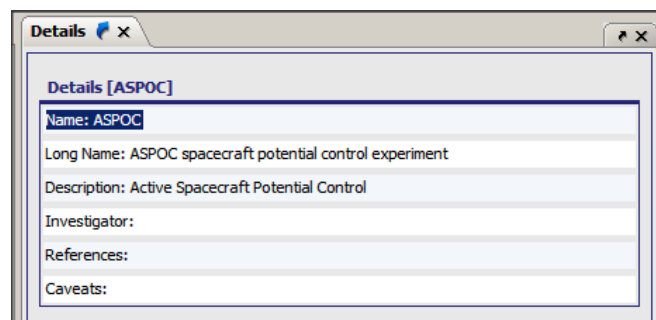 Details
Details [ASPOC]
Name: ASPOC
Long Name: ASPOC spacecraft potential control experiment
Description: Active Spacecraft Potential Control
Investigator:
References:
Caveats: